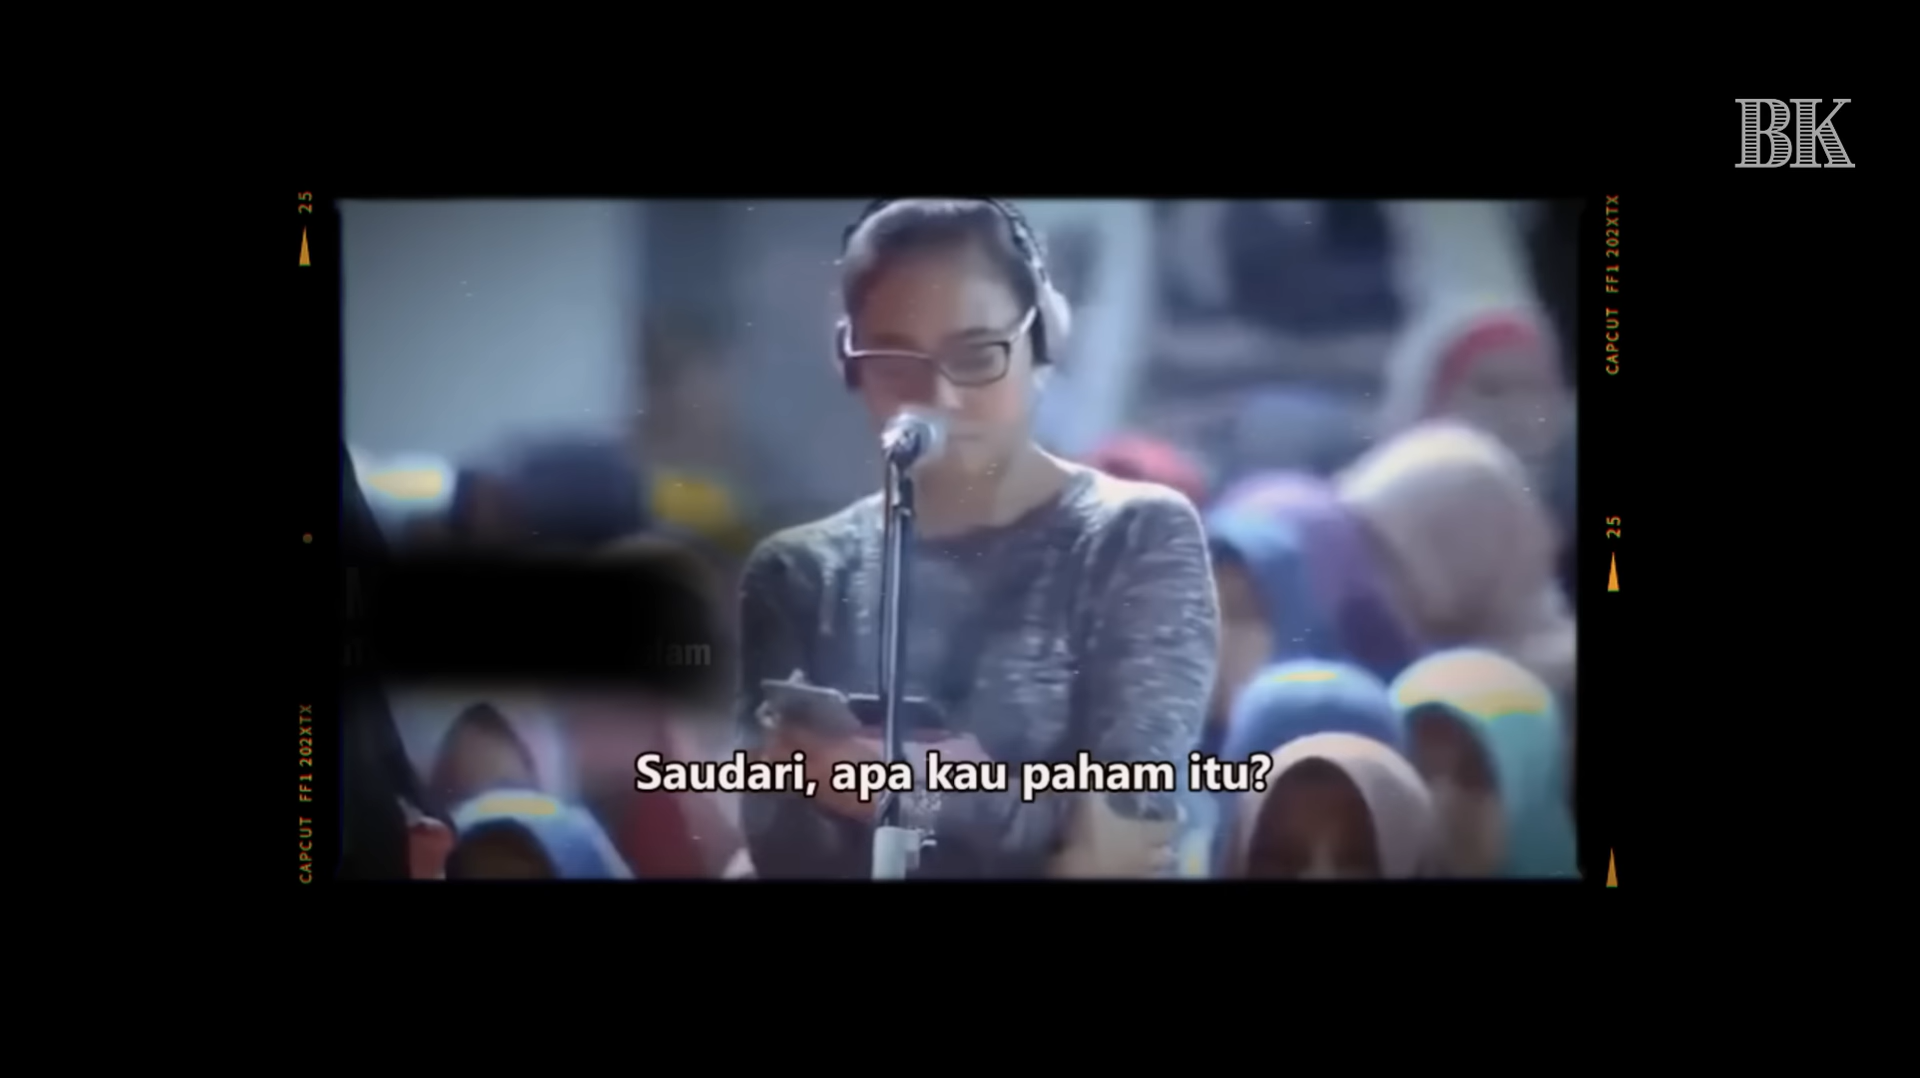 BK
25
CAPCUT FF1 202XTX
25
CAPCUT FF1 202XTX
Saudari, apa kau paham itu?